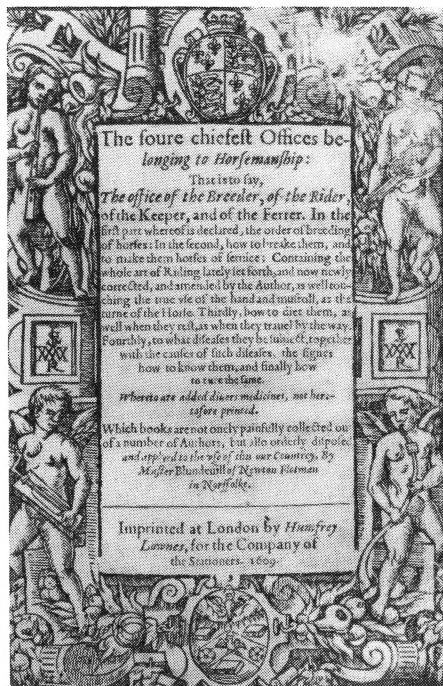 The foure chiefest Offices be-
longing to Horsemanship:
That is to say,
The office of the Breeder, of the Rider,
of the Keeper, and of the Ferrer. In the
first part whereof is declared, the order of breeding
of horses: In the second, how to breake them, and
to make them horses of seruice: Containing the
whole art of Riding lately set forth, and now newly
corrected, and amended by the Author, as well tou-
ching the true vse of the hand and musroll, as the
turne of the Horse. Thirdly, how to diet them, as
well when they rest, as when they trauel by the way.
Fourthly, to what diseases they be subiect, together
with the causes of such diseases, the signes
how to know them, and finally how
to cure the same.
Whereto are added diuers medicines, not here-
tofore printed.
Which books are not onely painfully collected out
of a number of Authors, but also orderly disposed
and applyed to the vse of this our Country, By
Master Blundeuill of Newton Flotman
in Norffolke.
Imprinted at London by Humfrey
Lownes, for the Company of
the Stationers. 1609.